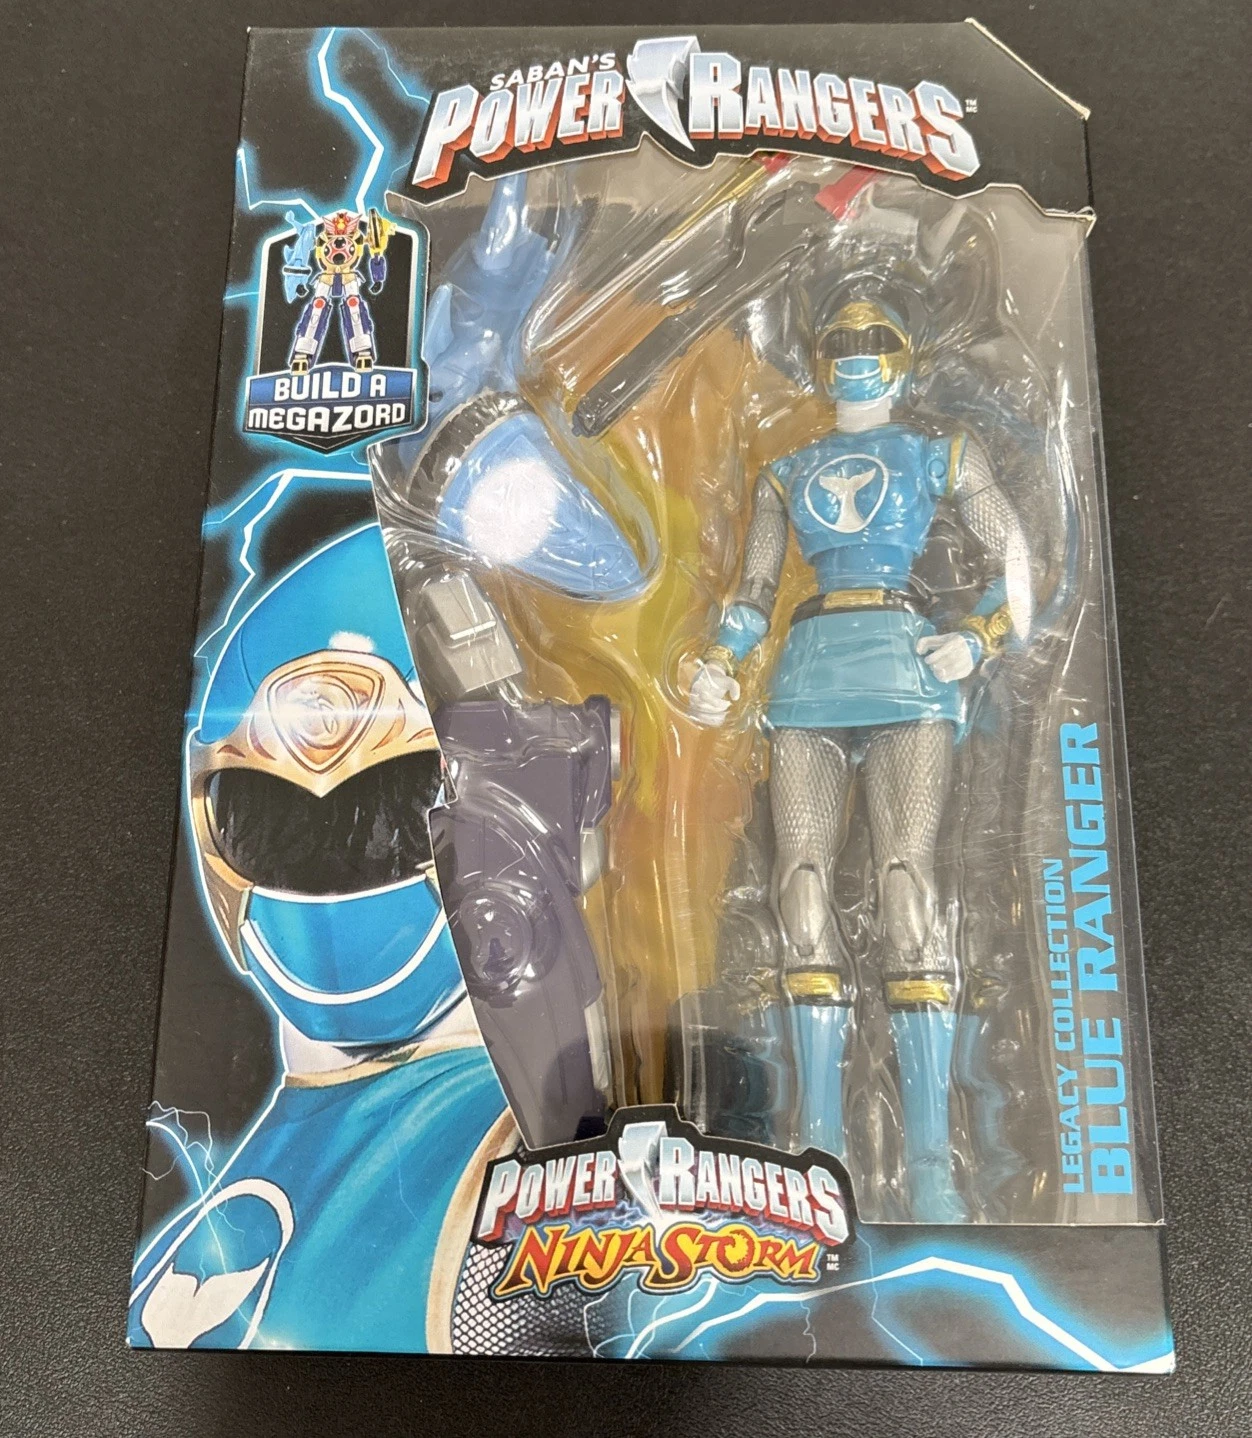 SABAN'S
POWER RANGERS
TM
MC
BUILD A
MEGAZORD
LEGACY COLLECTION
BLUE RANGER
POWER RANGERS
NINJA STORM
TM
MC